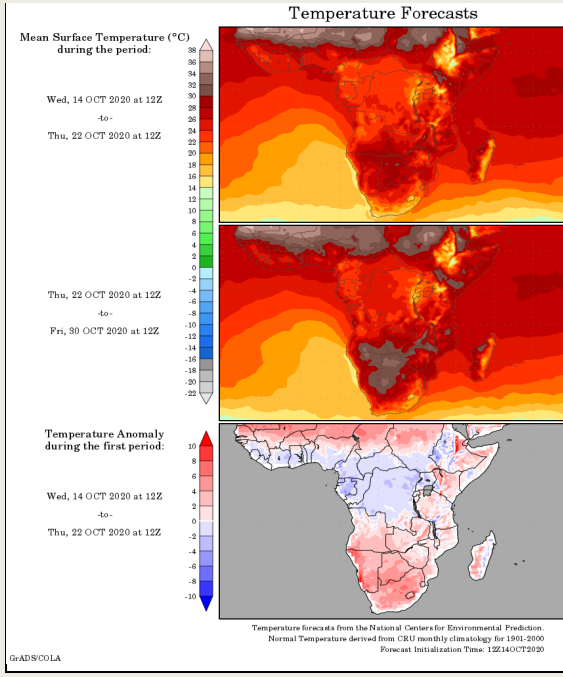 Temperature Forecasts
Mean Surface Temperature (°C)
during the period:
Wed, 14 OCT 2020 at 12Z
-to-
Thu, 22 OCT 2020 at 12Z
38
36
34
32
30
28
26
24
22
20
18
16
14
12
10
8
6
4
2
0
-2
-4
-6
-8
-10
-12
-14
-16
-18
-20
-22
Thu, 22 OCT 2020 at 12Z
-to-
Fri, 30 OCT 2020 at 12Z
Temperature Anomaly
during the first period:
Wed, 14 OCT 2020 at 12Z
-to-
Thu, 22 OCT 2020 at 12Z
10
8
6
4
2
0
-2
-4
-6
-8
-10
Temperature forecasts from the National Centers for Environmental Prediction.
Normal Temperature derived from CRU monthly climatology for 1901-2000
Forecast Initialization Time: 12Z14OCT2020
GrADS/COLA